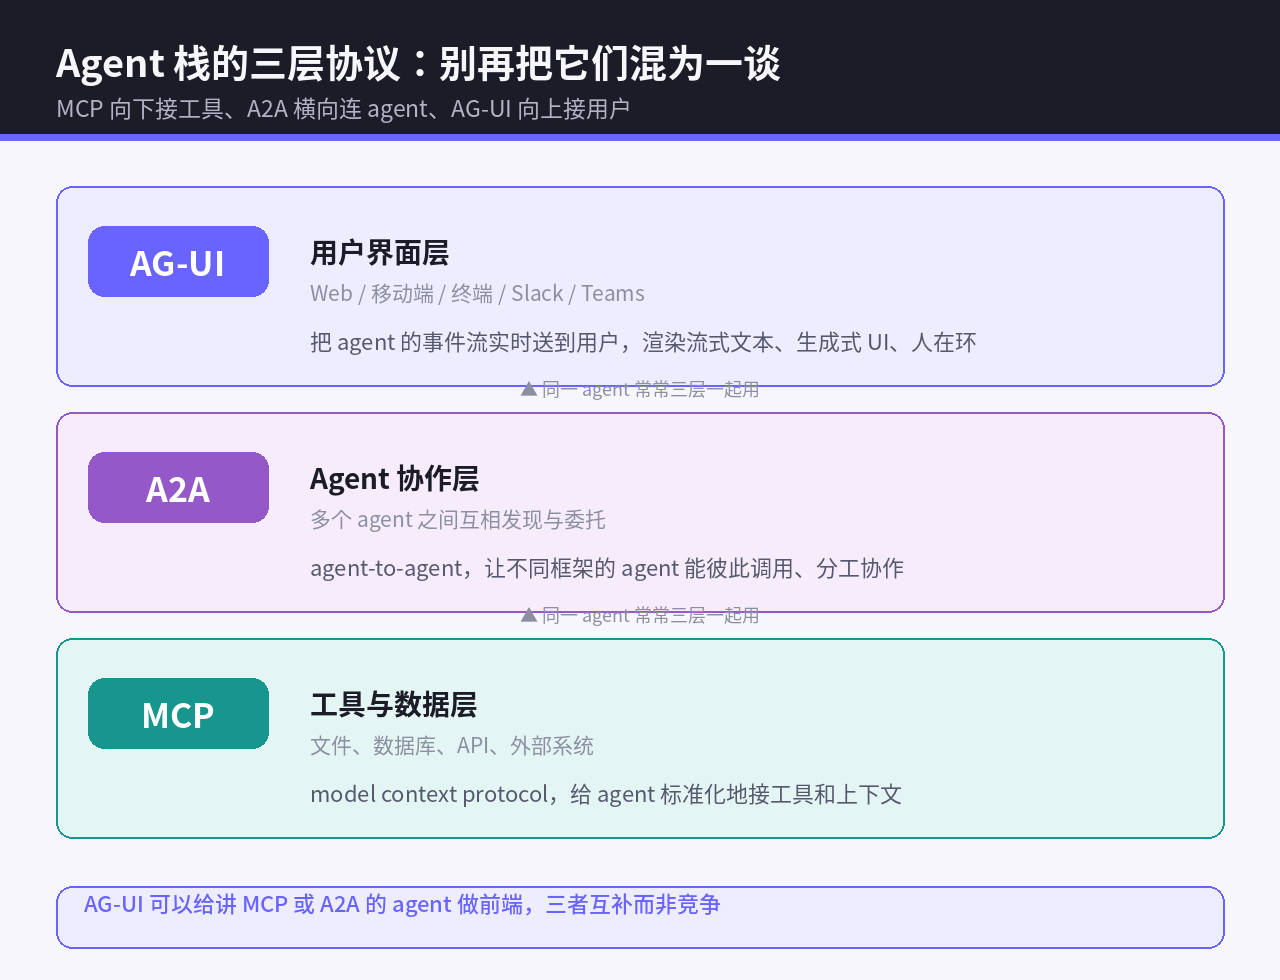 Agent 栈的三层协议：别再把它们混为一谈
MCP 向下接工具、A2A 横向连 agent、AG-UI 向上接用户
AG-UI
用户界面层
Web / 移动端 / 终端 / Slack / Teams
把 agent 的事件流实时送到用户，渲染流式文本、生成式 UI、人在环
▲ 同一 agent 常常三层一起用
A2A
Agent 协作层
多个 agent 之间互相发现与委托
agent-to-agent，让不同框架的 agent 能彼此调用、分工协作
▲ 同一 agent 常常三层一起用
MCP
工具与数据层
文件、数据库、API、外部系统
model context protocol，给 agent 标准化地接工具和上下文
AG-UI 可以给讲 MCP 或 A2A 的 agent 做前端，三者互补而非竞争